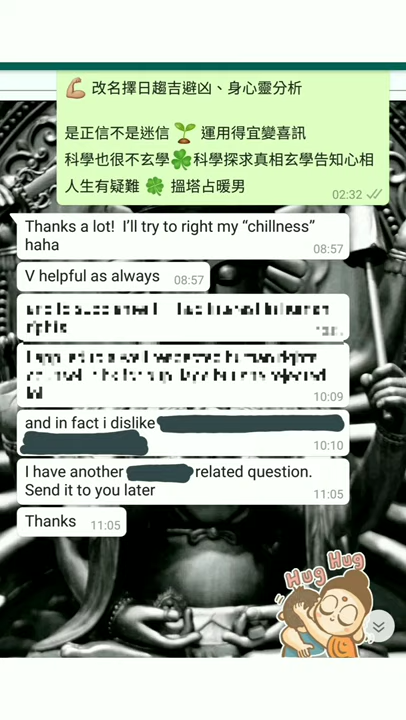 💪🏼 改名擇日趨吉避凶、身心靈分析
是正信不是迷信 🌱 運用得宜變喜訊
科學也很不玄學🍀科學探求真相玄學告知心相
人生有疑難 🍀 搵塔占暖男
02:32
Thanks a lot! I'll try to right my “chillness”
haha
08:57
V helpful as always
08:57
rights
10:09
and in fact i dislike
10:10
I have another
related question.
Send it to you later
11:05
Thanks
11:05
Hug Hug